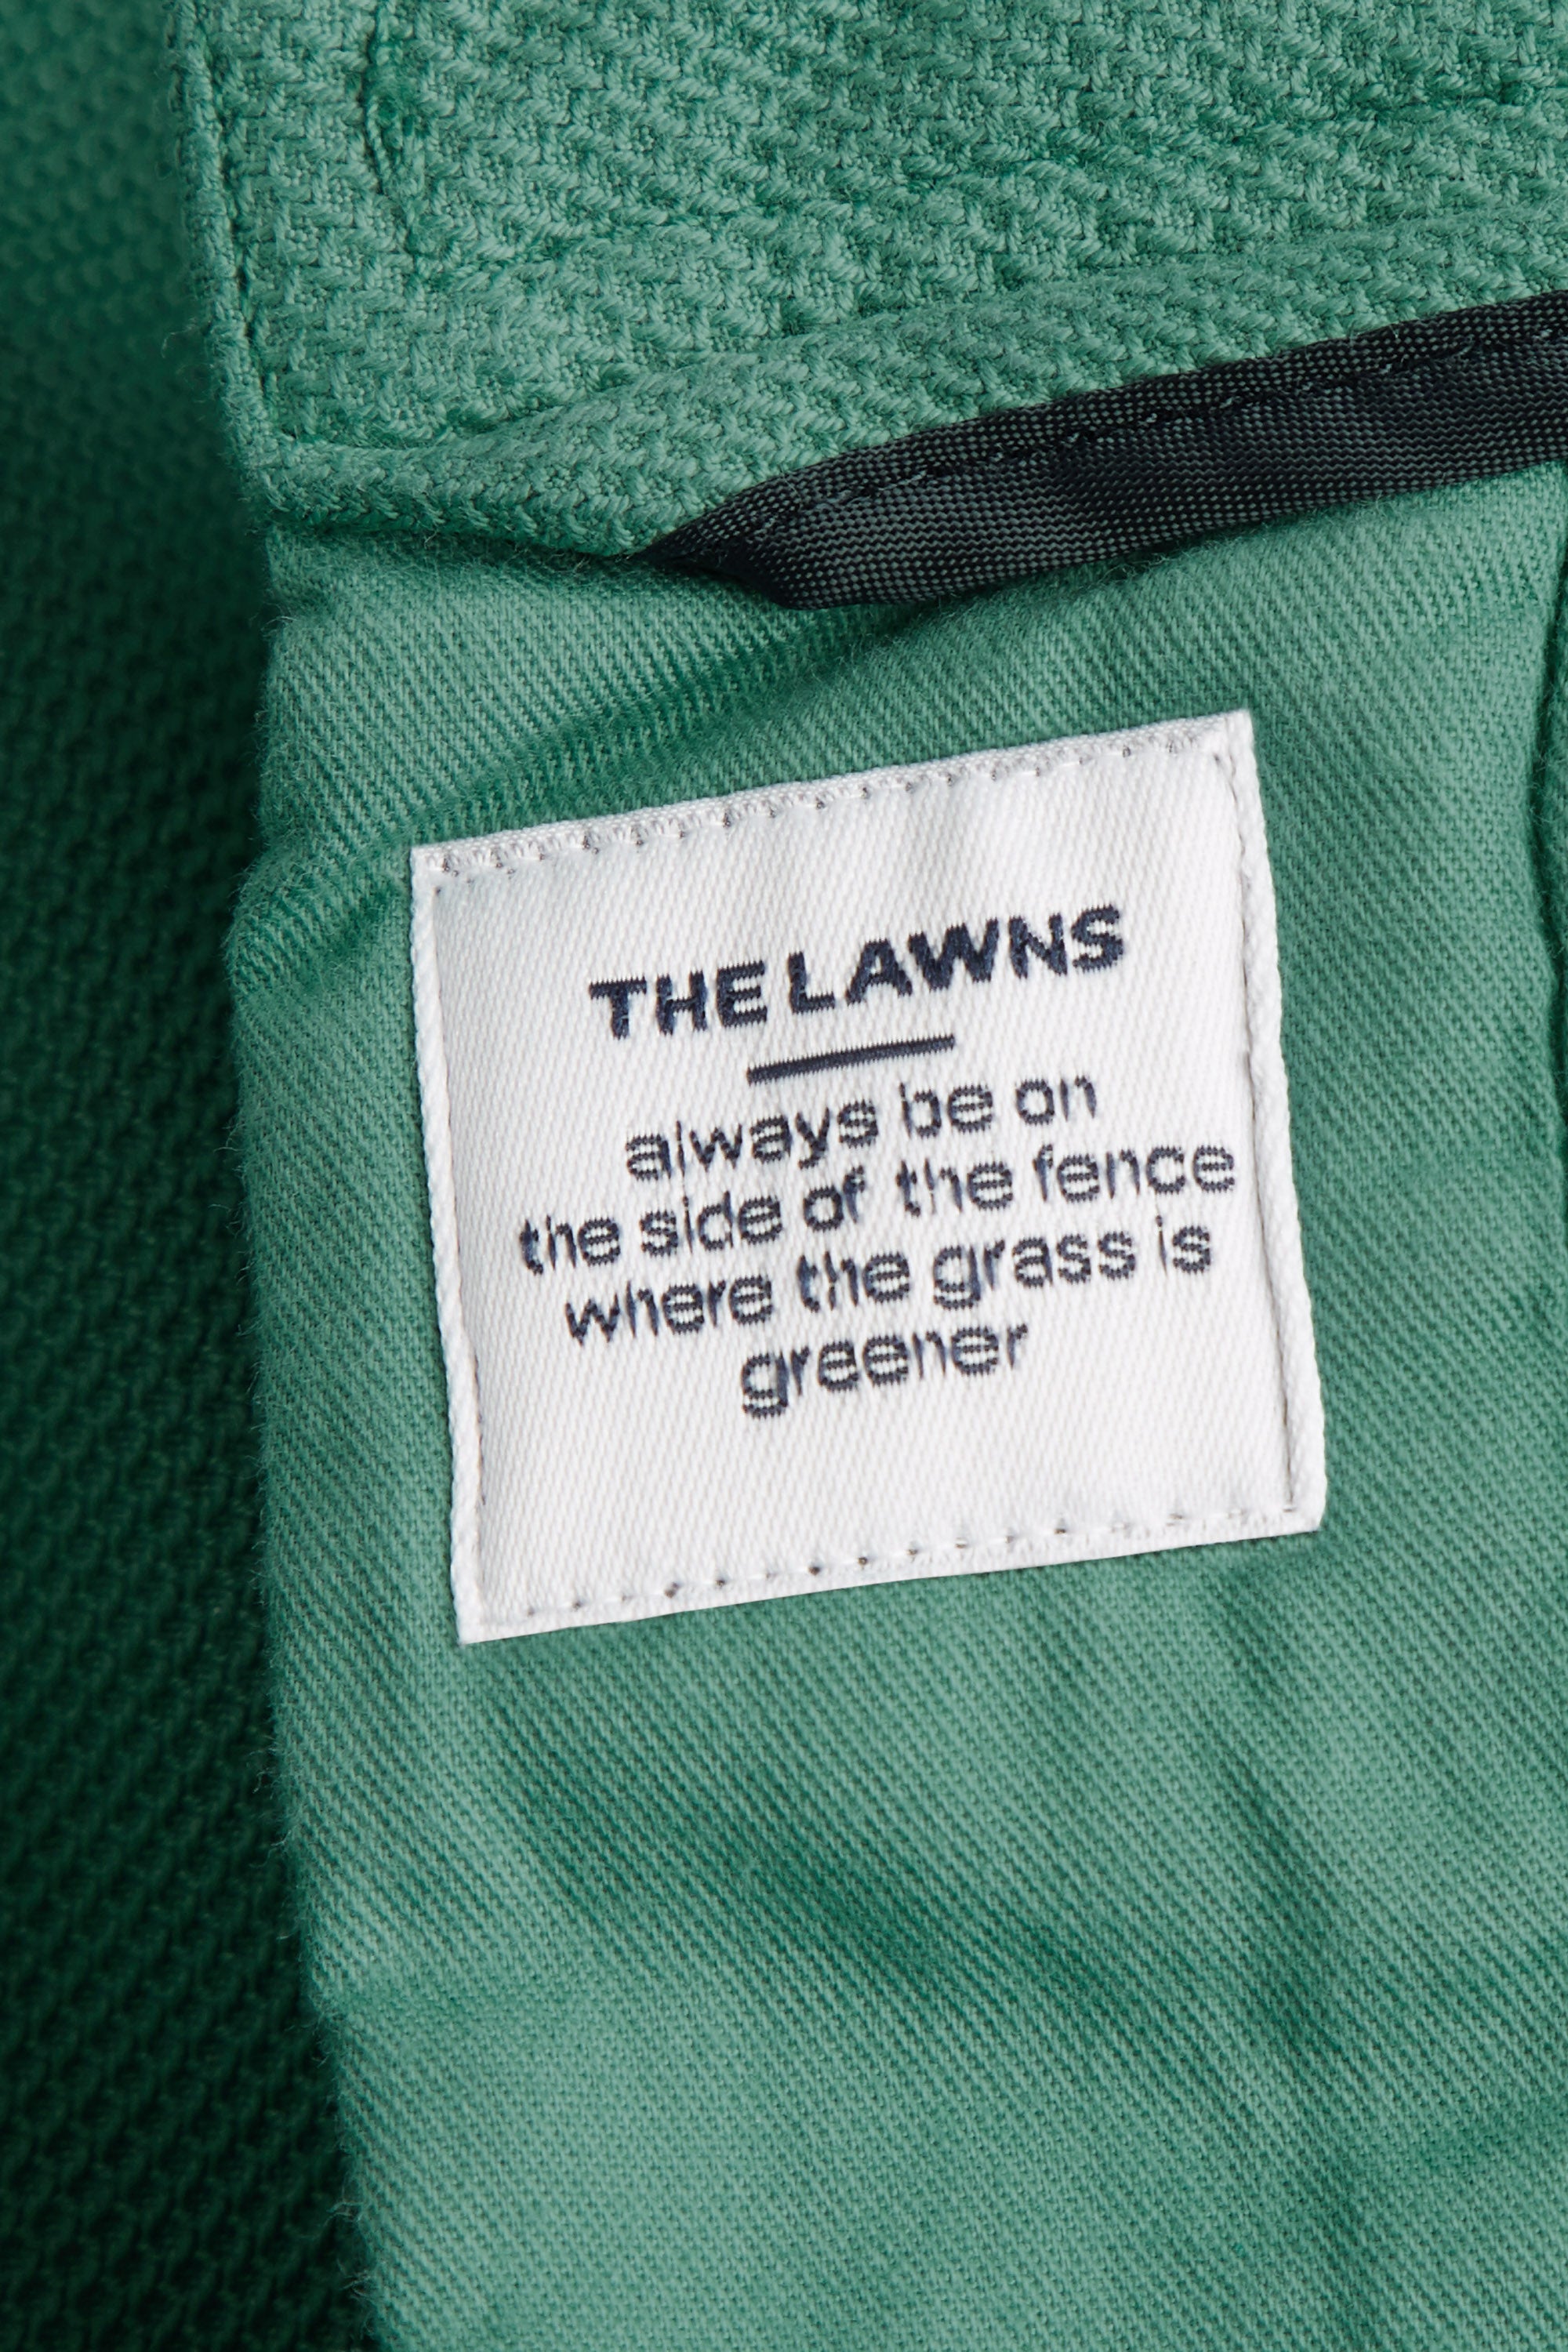 THE LAWNS
always be on
the side of the fence
where the grass is
greener